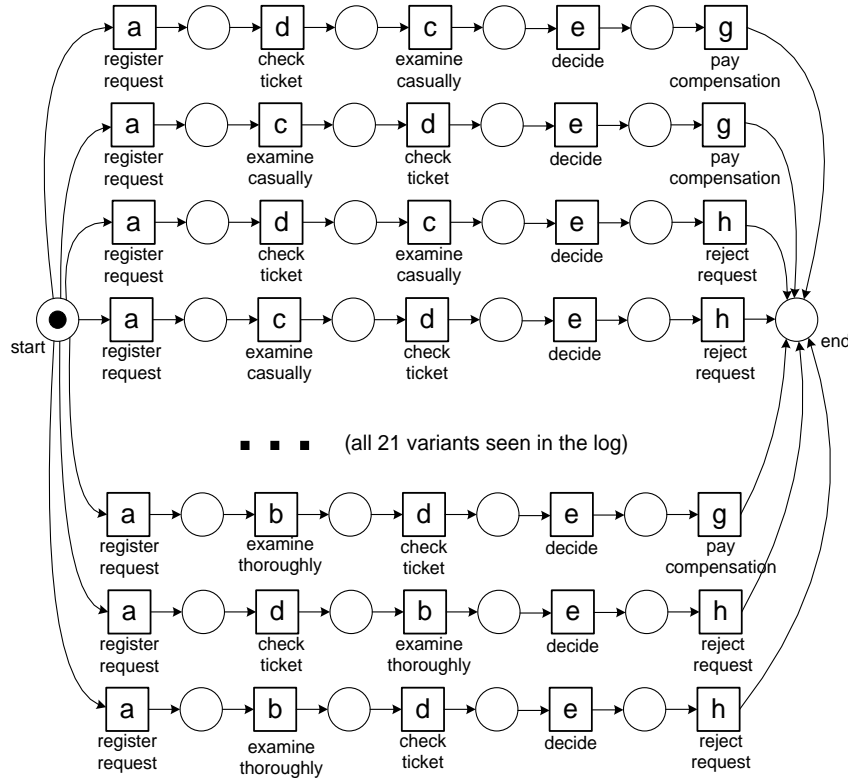 a d c e g
register request check ticket examine casually decide pay compensation
a c d e g
register request examine casually check ticket decide pay compensation
a d c e h
register request check ticket examine casually decide reject request
start
a c d e h
register request examine casually check ticket decide reject request
end
(all 21 variants seen in the log)
a b d e g
register request examine thoroughly check ticket decide pay compensation
a d b e h
register request check ticket examine thoroughly decide reject request
a b d e h
register request examine thoroughly check ticket decide reject request